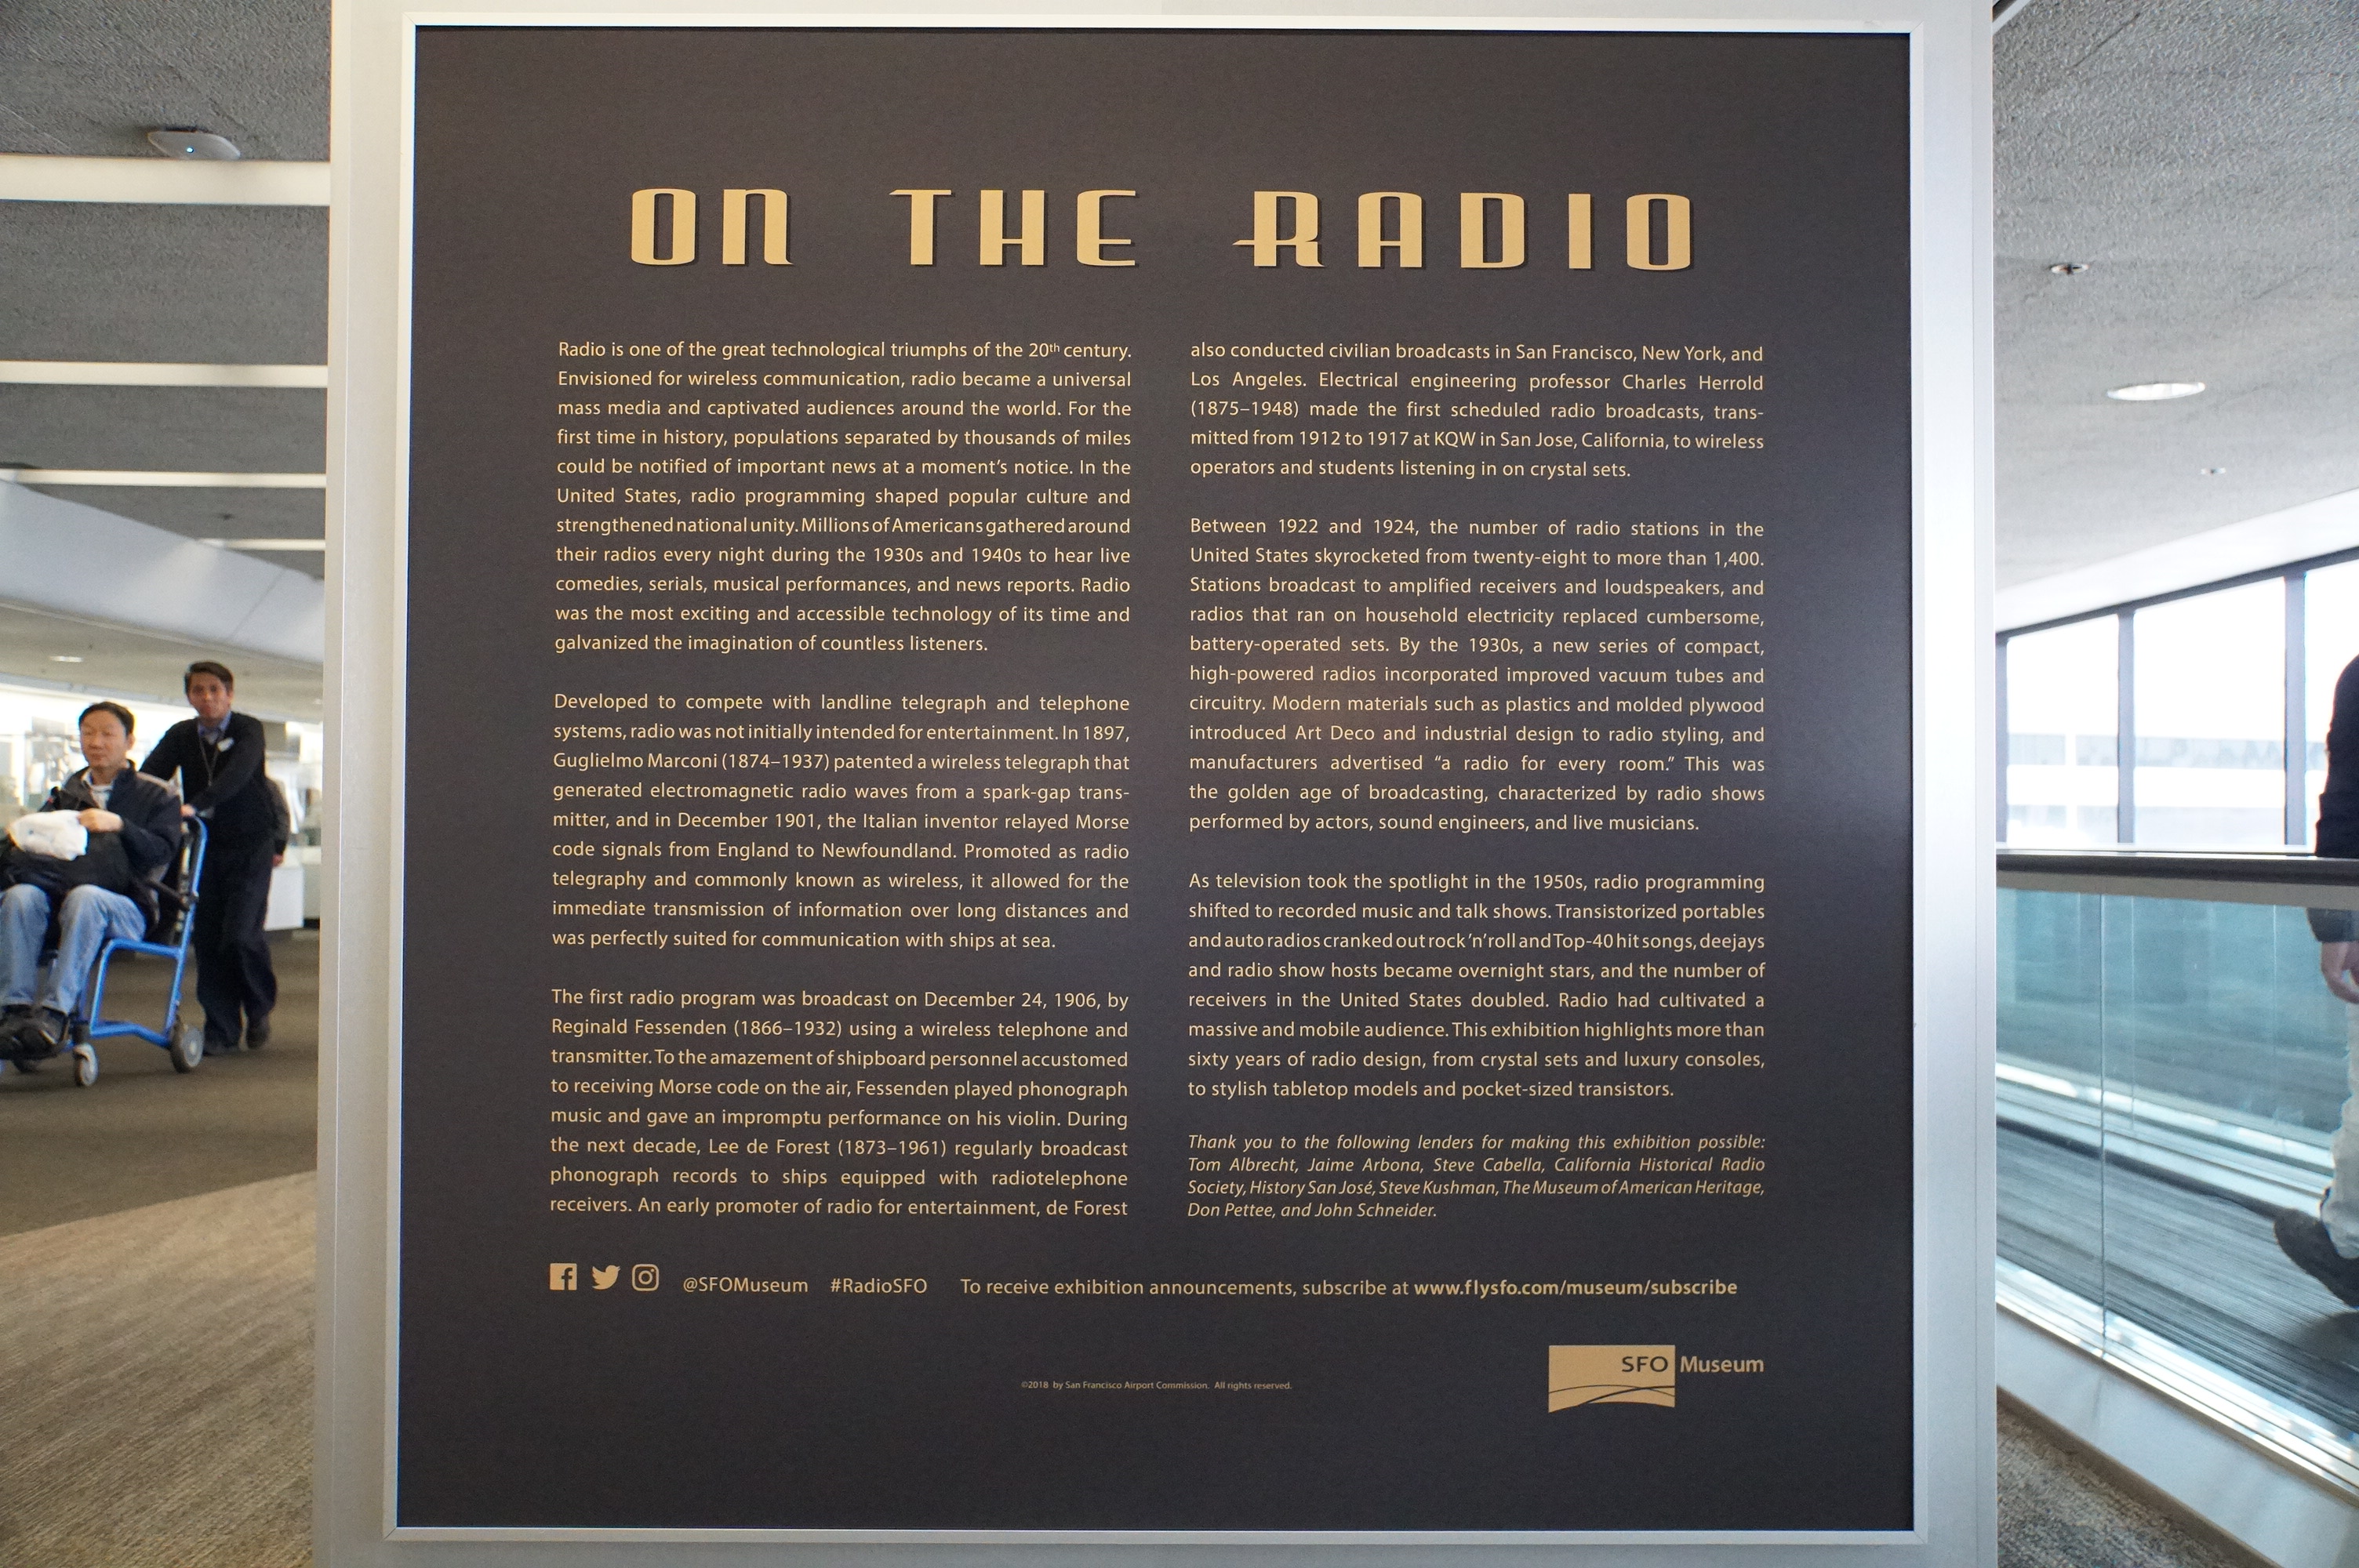 ON THE RADIO
Radio is one of the great technological triumphs of the 20th century.
Envisioned for wireless communication, radio became a universal
mass media and captivated audiences around the world. For the
first time in history, populations separated by thousands of miles
could be notified of important news at a moment's notice. In the
United States, radio programming shaped popular culture and
strengthened national unity. Millions of Americans gathered around
their radios every night during the 1930s and 1940s to hear live
comedies, serials, musical performances, and news reports. Radio
was the most exciting and accessible technology of its time and
galvanized the imagination of countless listeners.
Developed to compete with landline telegraph and telephone
systems, radio was not initially intended for entertainment. In 1897,
Guglielmo Marconi (1874–1937) patented a wireless telegraph that
generated electromagnetic radio waves from a spark-gap trans-
mitter, and in December 1901, the Italian inventor relayed Morse
code signals from England to Newfoundland. Promoted as radio
telegraphy and commonly known as wireless, it allowed for the
immediate transmission of information over long distances and
was perfectly suited for communication with ships at sea.
The first radio program was broadcast on December 24, 1906, by
Reginald Fessenden (1866–1932) using a wireless telephone and
transmitter. To the amazement of shipboard personnel accustomed
to receiving Morse code on the air, Fessenden played phonograph
music and gave an impromptu performance on his violin. During
the next decade, Lee de Forest (1873–1961) regularly broadcast
phonograph records to ships equipped with radiotelephone
receivers. An early promoter of radio for entertainment, de Forest
also conducted civilian broadcasts in San Francisco, New York, and
Los Angeles. Electrical engineering professor Charles Herrold
(1875–1948) made the first scheduled radio broadcasts, trans-
mitted from 1912 to 1917 at KQW in San Jose, California, to wireless
operators and students listening in on crystal sets.
Between 1922 and 1924, the number of radio stations in the
United States skyrocketed from twenty-eight to more than 1,400.
Stations broadcast to amplified receivers and loudspeakers, and
radios that ran on household electricity replaced cumbersome,
battery-operated sets. By the 1930s, a new series of compact,
high-powered radios incorporated improved vacuum tubes and
circuitry. Modern materials such as plastics and molded plywood
introduced Art Deco and industrial design to radio styling, and
manufacturers advertised “a radio for every room.” This was
the golden age of broadcasting, characterized by radio shows
performed by actors, sound engineers, and live musicians.
As television took the spotlight in the 1950s, radio programming
shifted to recorded music and talk shows. Transistorized portables
and auto radios cranked out rock 'n' roll and Top-40 hit songs, deejays
and radio show hosts became overnight stars, and the number of
receivers in the United States doubled. Radio had cultivated a
massive and mobile audience. This exhibition highlights more than
sixty years of radio design, from crystal sets and luxury consoles,
to stylish tabletop models and pocket-sized transistors.
Thank you to the following lenders for making this exhibition possible:
Tom Albrecht, Jaime Arbona, Steve Cabella, California Historical Radio
Society, History San José, Steve Kushman, The Museum of American Heritage,
Don Pettee, and John Schneider.
@SFOMuseum #RadioSFO To receive exhibition announcements, subscribe at www.flysfo.com/museum/subscribe
SFO Museum
©2018 by San Francisco Airport Commission. All rights reserved.